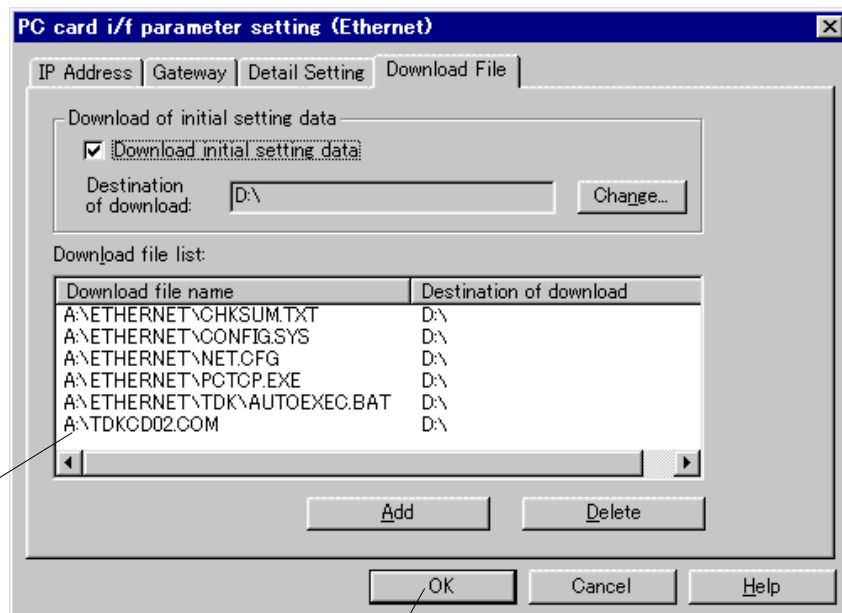 PC card i/f parameter setting (Ethernet)
IP Address Gateway Detail Setting Download File
Download of initial setting data
Download initial setting data
Destination
of download: D:\ Change...
Download file list:
Download file name Destination of download
A:\ETHERNET\CHKSUM.TXT D:\
A:\ETHERNET\CONFIG.SYS D:\
A:\ETHERNET\NET.CFG D:\
A:\ETHERNET\PCTCP.EXE D:\
A:\ETHERNET\TDK\AUTOEXEC.BAT D:\
A:\TDKCD02.COM D:\
Add Delete
OK Cancel Help